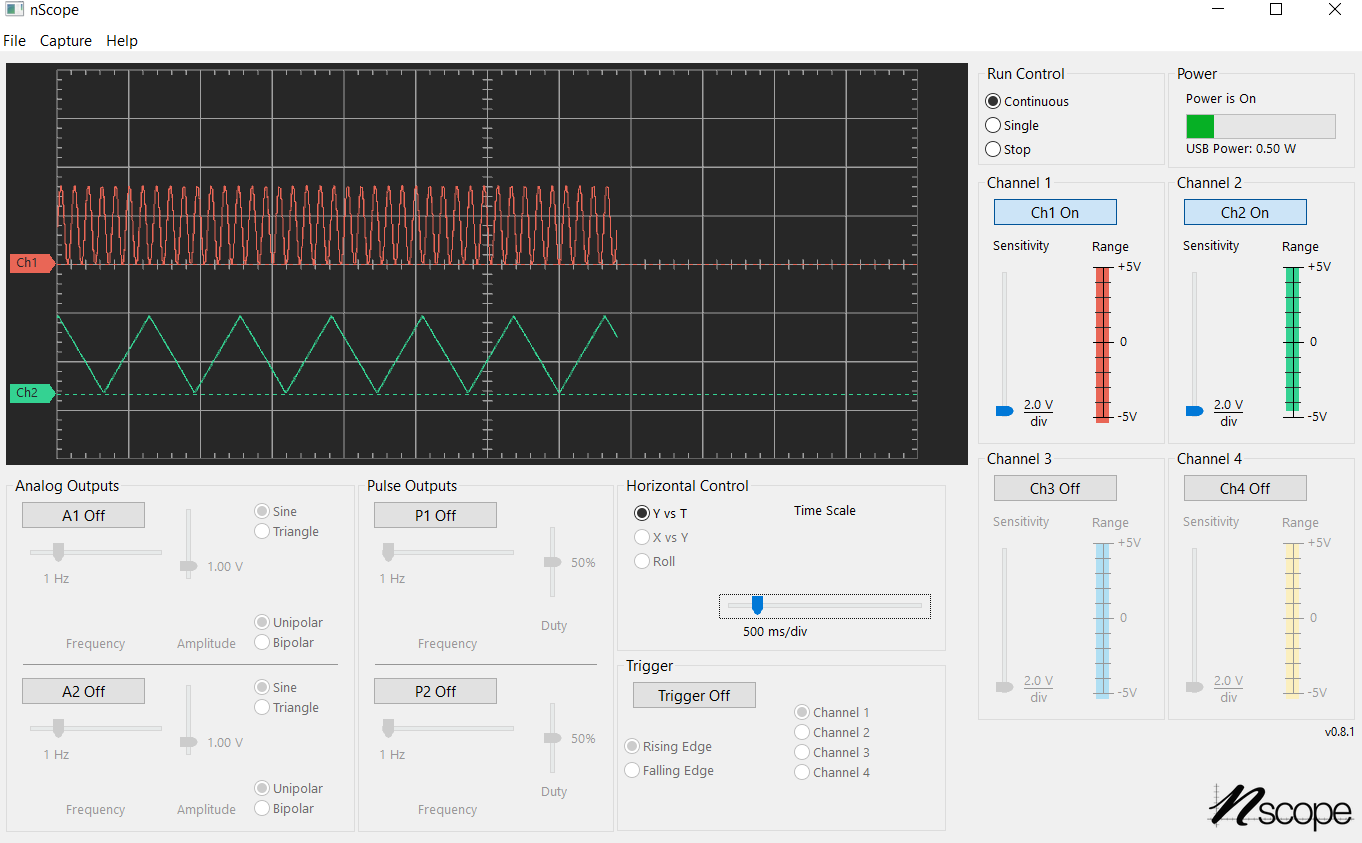 nScope
File Capture Help
Ch1
Ch2
Run Control
Continuous
Single
Stop
Power
Power is On
USB Power: 0.50 W
Channel 1
Ch1 On
Sensitivity
Range
+5V
0
-5V
2.0 V
div
Channel 2
Ch2 On
Sensitivity
Range
+5V
0
-5V
2.0 V
div
Channel 3
Ch3 Off
Sensitivity
Range
+5V
0
-5V
2.0 V
div
Channel 4
Ch4 Off
Sensitivity
Range
+5V
0
-5V
2.0 V
div
Analog Outputs
A1 Off
Sine
Triangle
1 Hz
1.00 V
Unipolar
Bipolar
Frequency
Amplitude
A2 Off
Sine
Triangle
1 Hz
1.00 V
Unipolar
Bipolar
Frequency
Amplitude
Pulse Outputs
P1 Off
1 Hz
50%
Duty
Frequency
P2 Off
1 Hz
50%
Duty
Frequency
Horizontal Control
Y vs T
X vs Y
Roll
Time Scale
500 ms/div
Trigger
Trigger Off
Rising Edge
Falling Edge
Channel 1
Channel 2
Channel 3
Channel 4
v0.8.1
nscope